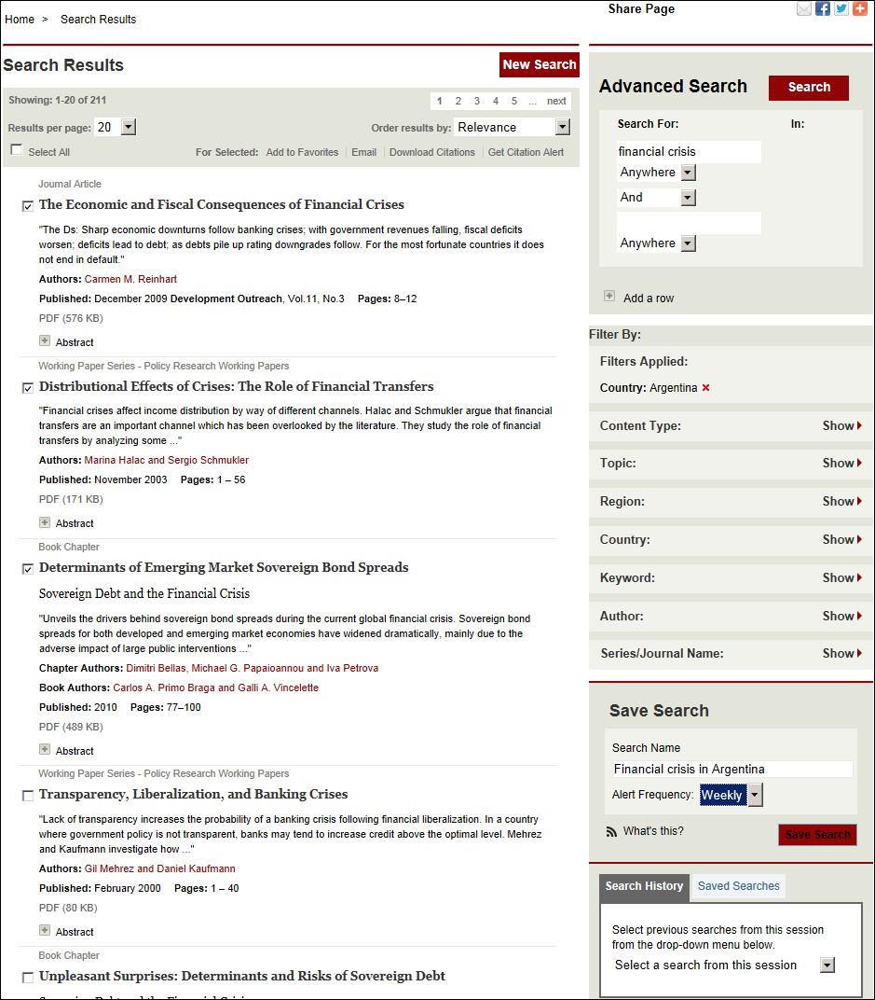 Home > Search Results
Share Page
Search Results
New Search
Showing: 1-20 of 211
1 2 3 4 5 ... next
Results per page: 20
Order results by: Relevance
Select All
For Selected: Add to Favorites | Email | Download Citations | Get Citation Alert
Journal Article
The Economic and Fiscal Consequences of Financial Crises
"The Ds: Sharp economic downturns follow banking crises; with government revenues falling, fiscal deficits
worsen; deficits lead to debt; as debts pile up rating downgrades follow. For the most fortunate countries it does
not end in default."
Authors: Carmen M. Reinhart
Published: December 2009 Development Outreach, Vol.11, No.3 Pages: 8–12
PDF (576 KB)
Abstract
Working Paper Series - Policy Research Working Papers
Distributional Effects of Crises: The Role of Financial Transfers
"Financial crises affect income distribution by way of different channels. Halac and Schmukler argue that financial
transfers are an important channel which has been overlooked by the literature. They study the role of financial
transfers by analyzing some ..."
Authors: Marina Halac and Sergio Schmukler
Published: November 2003 Pages: 1 – 56
PDF (171 KB)
Abstract
Book Chapter
Determinants of Emerging Market Sovereign Bond Spreads
Sovereign Debt and the Financial Crisis
"Unveils the drivers behind sovereign bond spreads during the current global financial crisis. Sovereign bond
spreads for both developed and emerging market economies have widened dramatically, mainly due to the
adverse impact of large public interventions ..."
Chapter Authors: Dimitri Bellas, Michael G. Papaioannou and Iva Petrova
Book Authors: Carlos A. Primo Braga and Galli A. Vincelette
Published: 2010 Pages: 77–100
PDF (489 KB)
Abstract
Working Paper Series - Policy Research Working Papers
Transparency, Liberalization, and Banking Crises
"Lack of transparency increases the probability of a banking crisis following financial liberalization. In a country
where government policy is not transparent, banks may tend to increase credit above the optimal level. Mehrez
and Kaufmann investigate how ..."
Authors: Gil Mehrez and Daniel Kaufmann
Published: February 2000 Pages: 1 – 40
PDF (80 KB)
Abstract
Book Chapter
Unpleasant Surprises: Determinants and Risks of Sovereign Debt
Sovereign Debt and the Financial Crisis
Advanced Search
Search
Search For: In:
financial crisis
Anywhere
And
Anywhere
Add a row
Filter By:
Filters Applied:
Country: Argentina
Content Type: Show
Topic: Show
Region: Show
Country: Show
Keyword: Show
Author: Show
Series/Journal Name: Show
Save Search
Search Name
Financial crisis in Argentina
Alert Frequency: Weekly
What's this?
Save Search
Search History
Saved Searches
Select previous searches from this session
from the drop-down menu below.
Select a search from this session